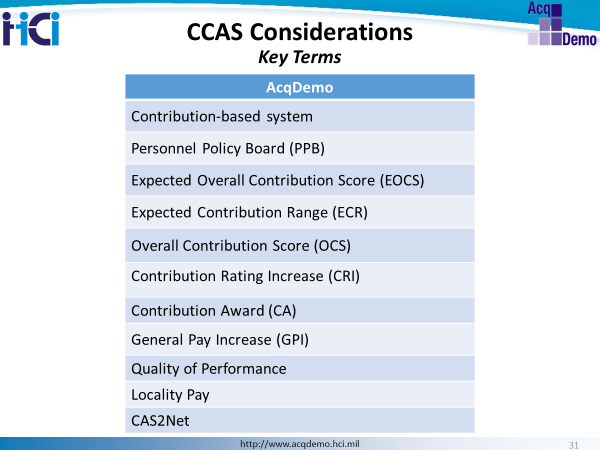 HCI
Acq
Demo
CCAS Considerations
Key Terms
AcqDemo
Contribution-based system
Personnel Policy Board (PPB)
Expected Overall Contribution Score (EOCS)
Expected Contribution Range (ECR)
Overall Contribution Score (OCS)
Contribution Rating Increase (CRI)
Contribution Award (CA)
General Pay Increase (GPI)
Quality of Performance
Locality Pay
CAS2Net
http://www.acqdemo.hci.mil
31